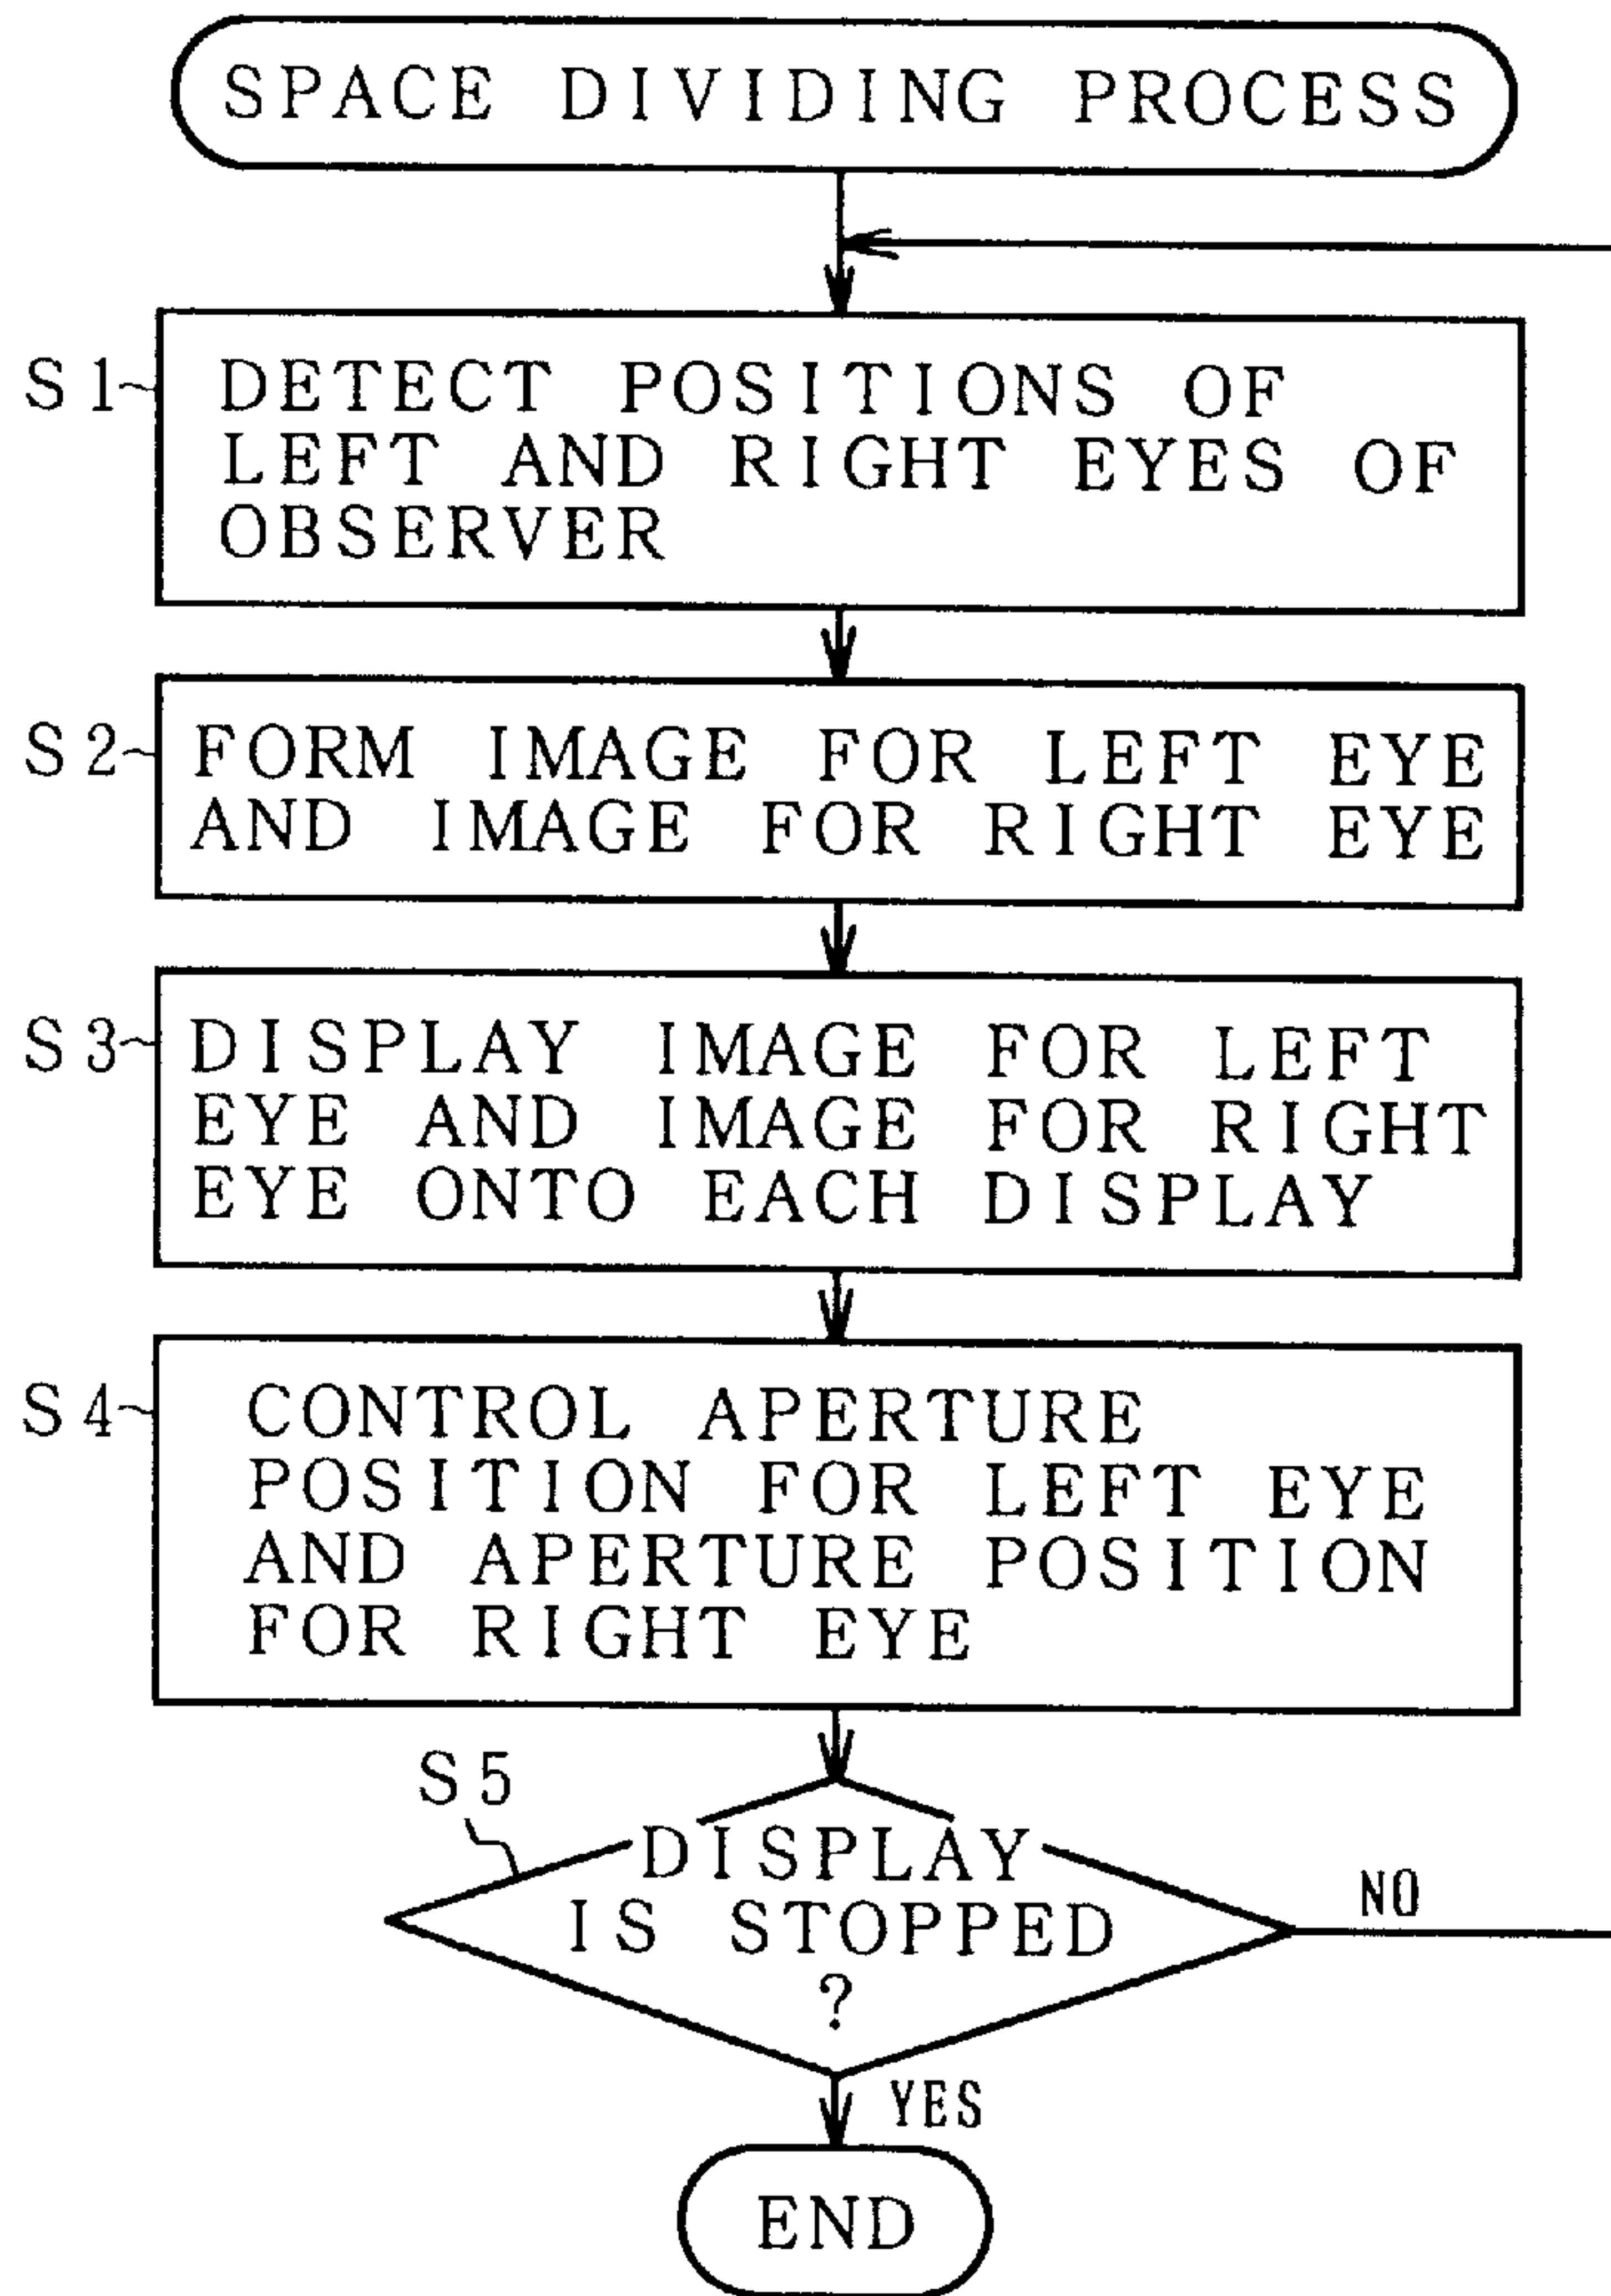 SPACE DIVIDING PROCESS
S1
DETECT POSITIONS OF
LEFT AND RIGHT EYES OF
OBSERVER
S2
FORM IMAGE FOR LEFT EYE
AND IMAGE FOR RIGHT EYE
S3
DISPLAY IMAGE FOR LEFT
EYE AND IMAGE FOR RIGHT
EYE ONTO EACH DISPLAY
S4
CONTROL APERTURE
POSITION FOR LEFT EYE
AND APERTURE POSITION
FOR RIGHT EYE
S5
DISPLAY
IS STOPPED
?
NO
YES
END